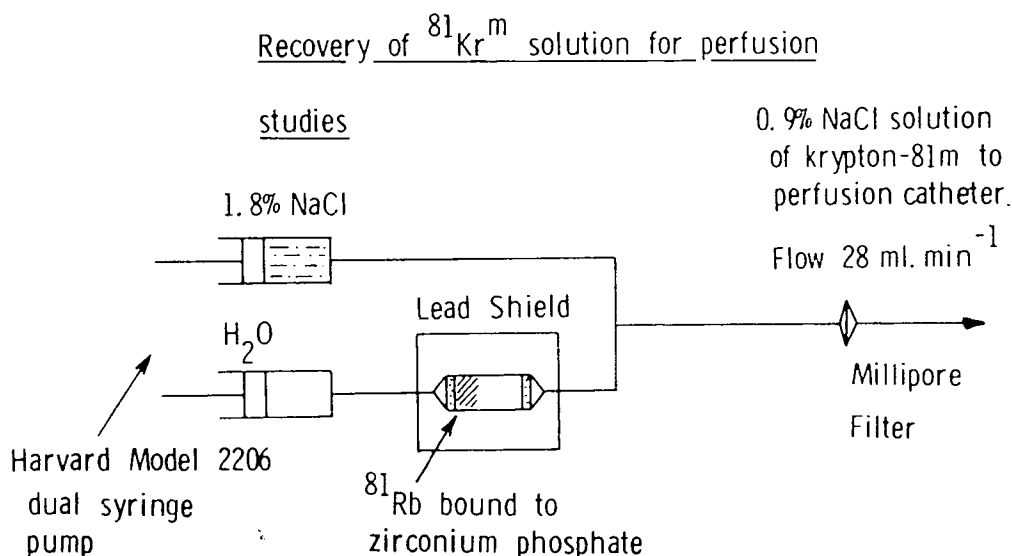 Recovery of ⁸¹Krᵐ solution for perfusion
studies
0.9% NaCl solution
of krypton-81m to
perfusion catheter.
Flow 28 ml. min⁻¹
1.8% NaCl
Lead Shield
H₂O
Millipore
Filter
Harvard Model 2206
dual syringe
pump
⁸¹Rb bound to
zirconium phosphate